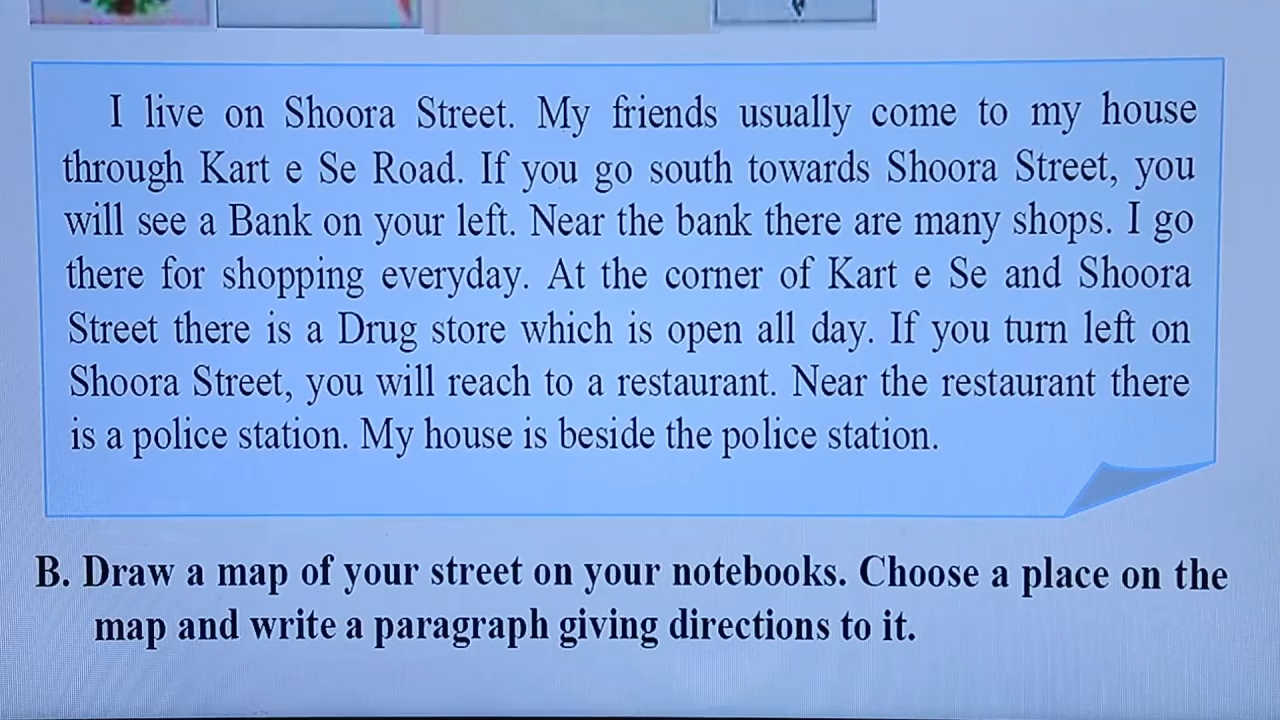 I live on Shoora Street. My friends usually come to my house
through Kart e Se Road. If you go south towards Shoora Street, you
will see a Bank on your left. Near the bank there are many shops. I go
there for shopping everyday. At the corner of Kart e Se and Shoora
Street there is a Drug store which is open all day. If you turn left on
Shoora Street, you will reach to a restaurant. Near the restaurant there
is a police station. My house is beside the police station.
B. Draw a map of your street on your notebooks. Choose a place on the
map and write a paragraph giving directions to it.